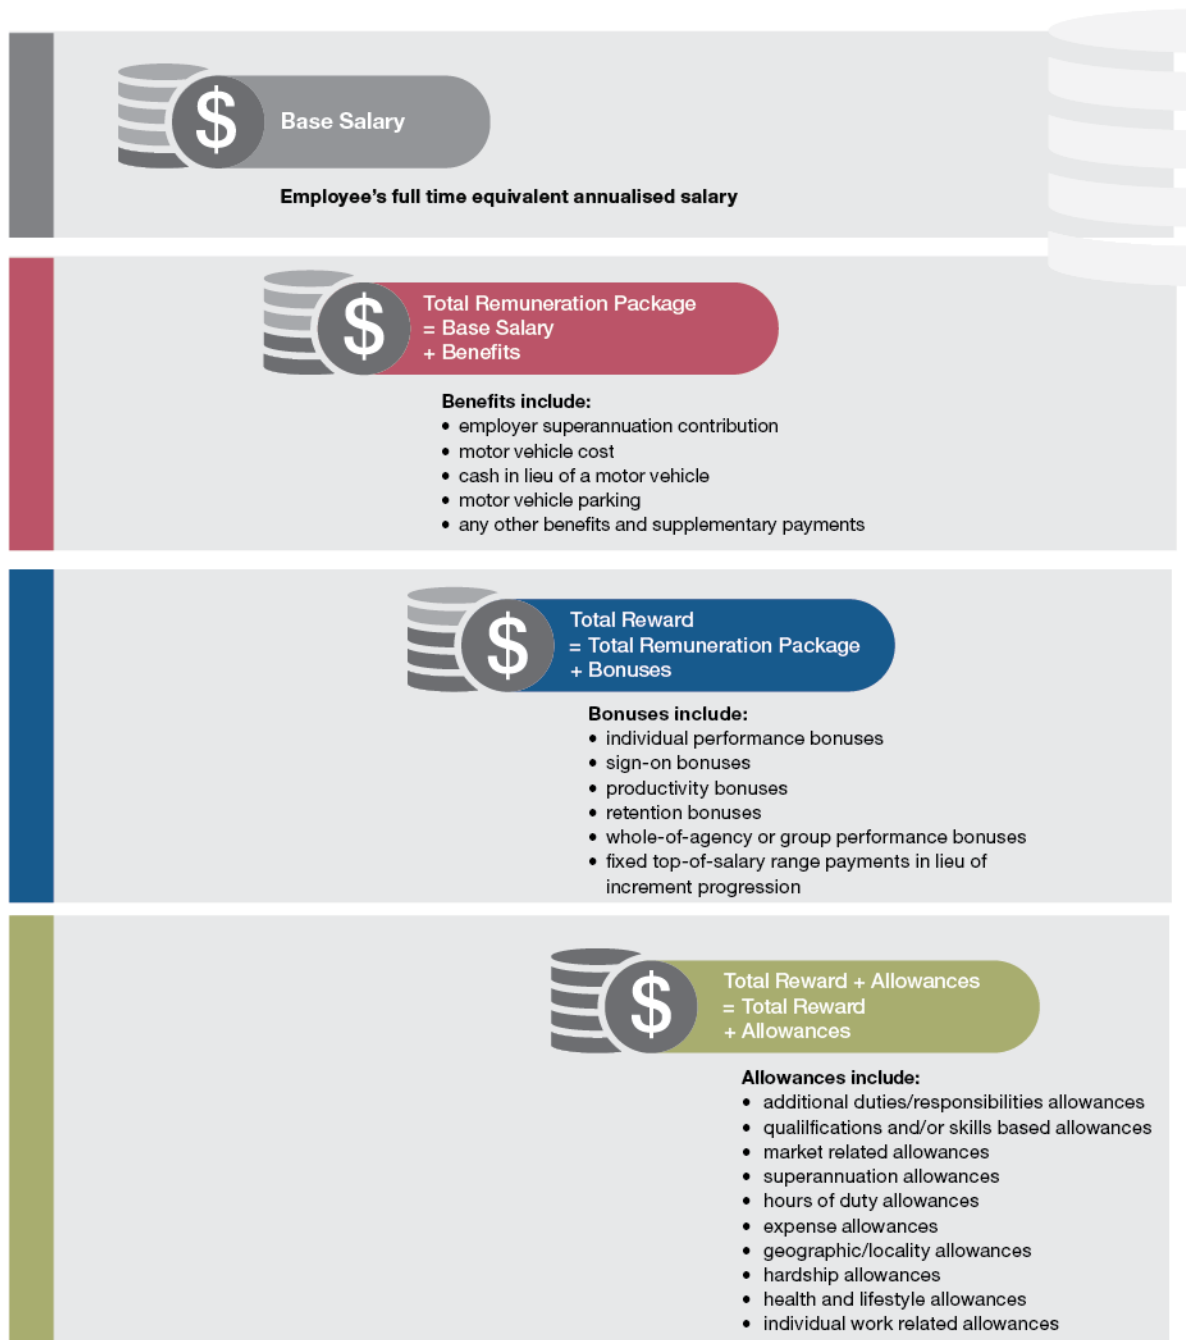 $
Base Salary
Employee’s full time equivalent annualised salary
$
Total Remuneration Package
= Base Salary
+ Benefits
Benefits include:
• employer superannuation contribution
• motor vehicle cost
• cash in lieu of a motor vehicle
• motor vehicle parking
• any other benefits and supplementary payments
$
Total Reward
= Total Remuneration Package
+ Bonuses
Bonuses include:
• individual performance bonuses
• sign-on bonuses
• productivity bonuses
• retention bonuses
• whole-of-agency or group performance bonuses
• fixed top-of-salary range payments in lieu of
increment progression
$
Total Reward + Allowances
= Total Reward
+ Allowances
Allowances include:
• additional duties/responsibilities allowances
• qualilfications and/or skills based allowances
• market related allowances
• superannuation allowances
• hours of duty allowances
• expense allowances
• geographic/locality allowances
• hardship allowances
• health and lifestyle allowances
• individual work related allowances